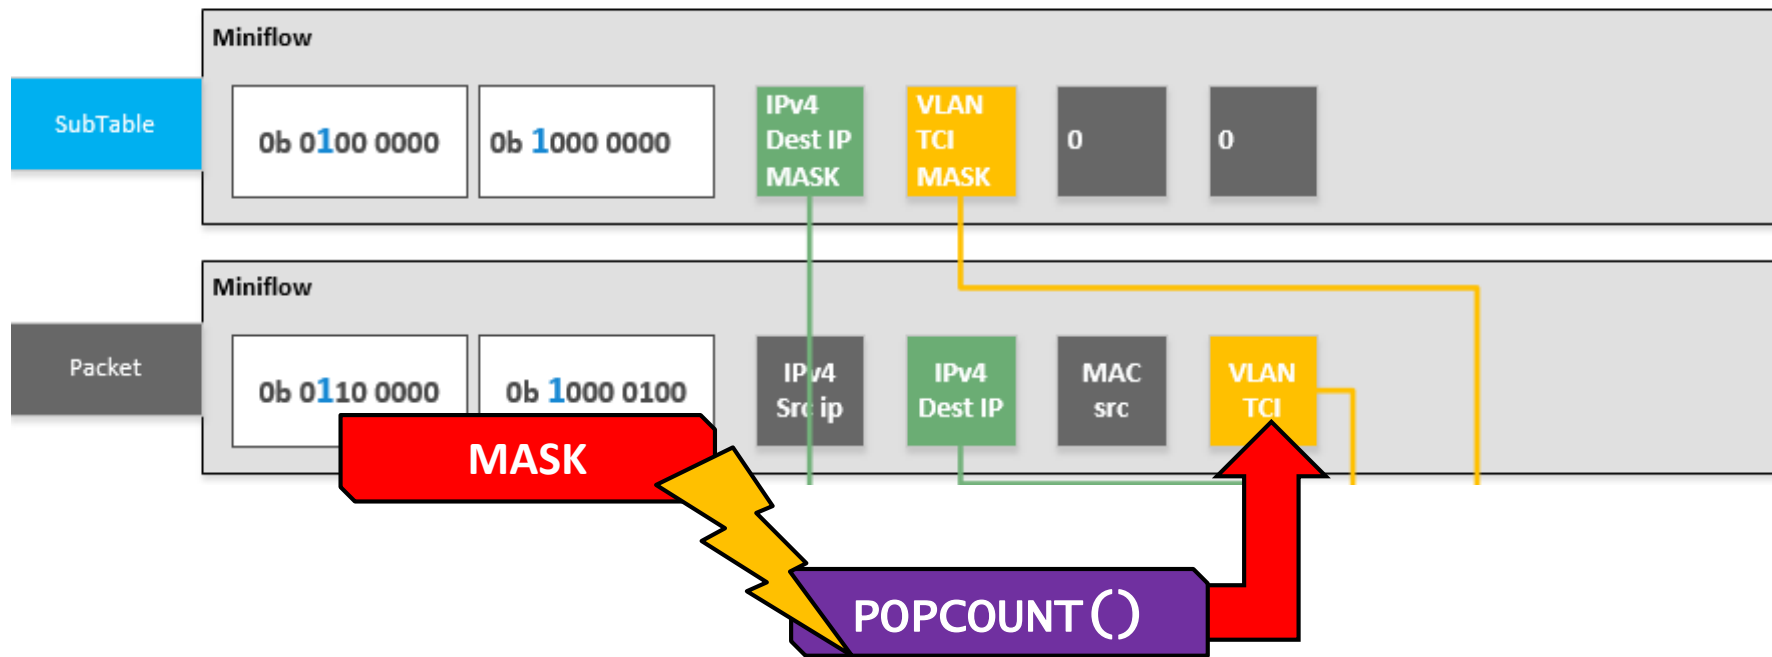 Miniflow
SubTable
0b 0100 0000
0b 1000 0000
IPv4
Dest IP
MASK
VLAN
TCI
MASK
0
0
Miniflow
Packet
0b 0110 0000
0b 1000 0100
IPv4
Src ip
IPv4
Dest IP
MAC
src
VLAN
TCI
MASK
POPCOUNT()